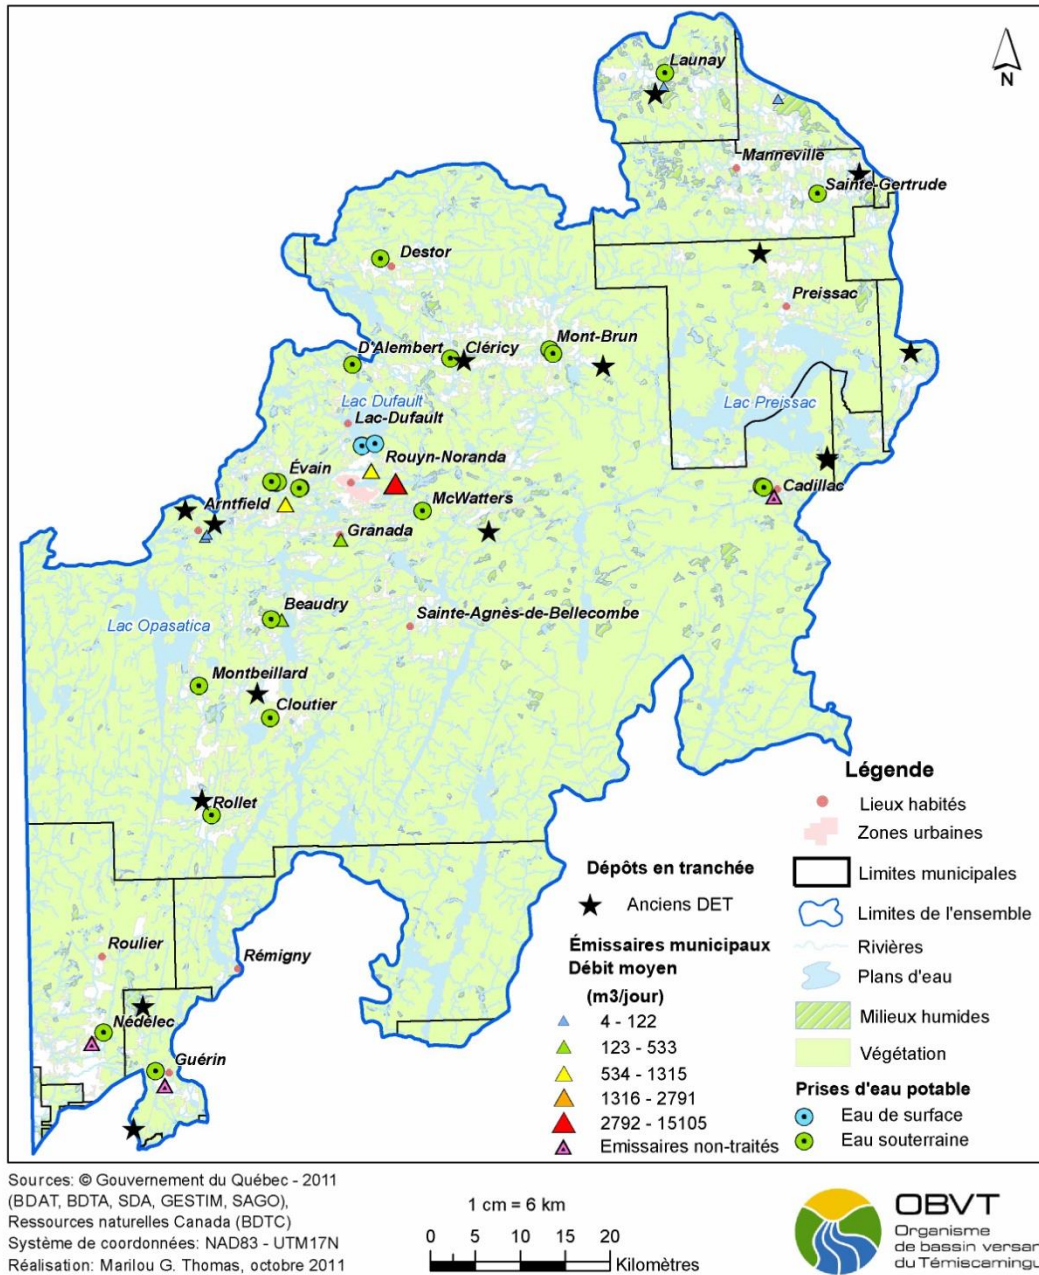 Launay
N
Manneville
Sainte-Gertrude
Destor
Preissac
D'Alembert
Cléricy
Mont-Brun
Lac Dufault
Lac Preissac
Lac-Dufault
Rouyn-Noranda
Évain
Cadillac
McWatters
Arntfield
Granada
Beaudry
Sainte-Agnès-de-Bellecombe
Lac Opasatica
Montbeillard
Cloutier
Rollet
Roulier
Rémigny
Nédélec
Guérin
Légende
Lieux habités
Zones urbaines
Limites municipales
Limites de l'ensemble
Rivières
Plans d'eau
Milieux humides
Végétation
Prises d'eau potable
Eau de surface
Eau souterraine
Dépôts en tranchée
Anciens DET
Émissaires municipaux
Débit moyen
(m3/jour)
4 - 122
123 - 533
534 - 1315
1316 - 2791
2792 - 15105
Emissaires non-traités
Sources: © Gouvernement du Québec - 2011
(BDAT, BDTA, SDA, GESTIM, SAGO),
Ressources naturelles Canada (BDTC)
Système de coordonnées: NAD83 - UTM17N
Réalisation: Marilou G. Thomas, octobre 2011
1 cm = 6 km
0 5 10 15 20
Kilomètres
OBVT
Organisme
de bassin versan
du Témiscamingu